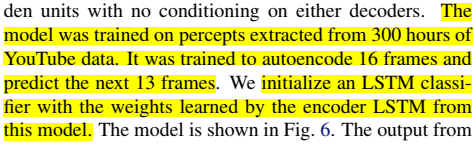 den units with no conditioning on either decoders. The
model was trained on percepts extracted from 300 hours of
YouTube data. It was trained to autoencode 16 frames and
predict the next 13 frames. We initialize an LSTM classi-
fier with the weights learned by the encoder LSTM from
this model. The model is shown in Fig. 6. The output from